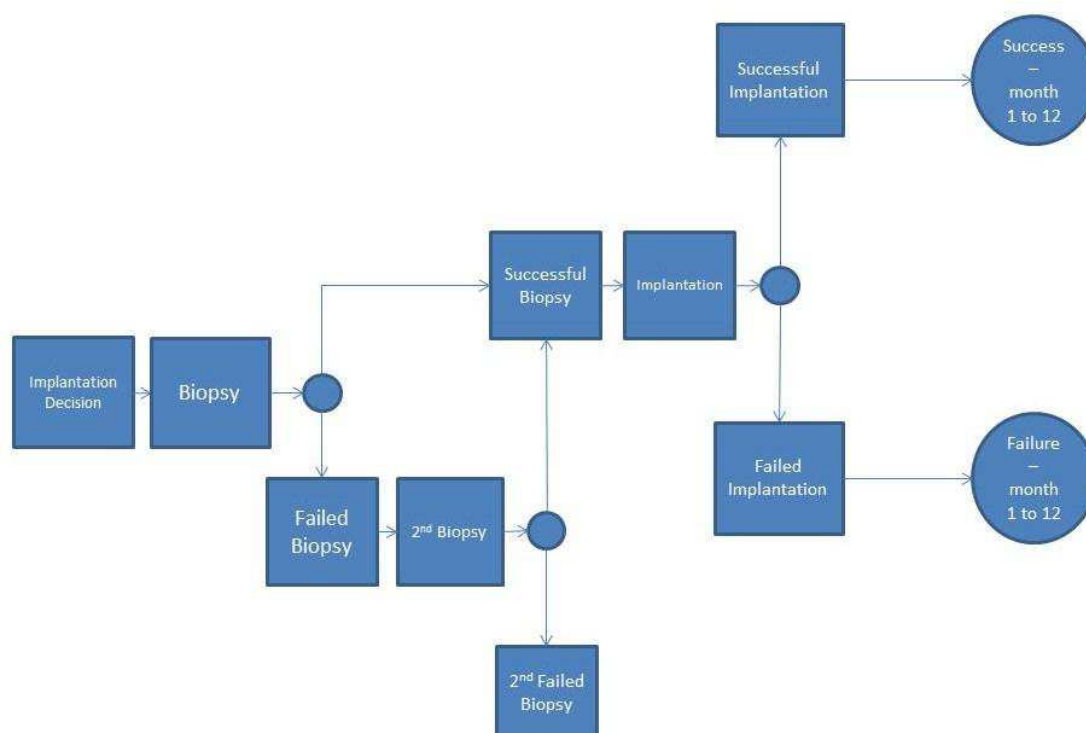 Successful
Implantation
Success
–
month
1 to 12
Successful
Biopsy
Implantation
Implantation
Decision
Biopsy
Failed
Biopsy
2nd Biopsy
Failed
Implantation
Failure
–
month
1 to 12
2nd Failed
Biopsy